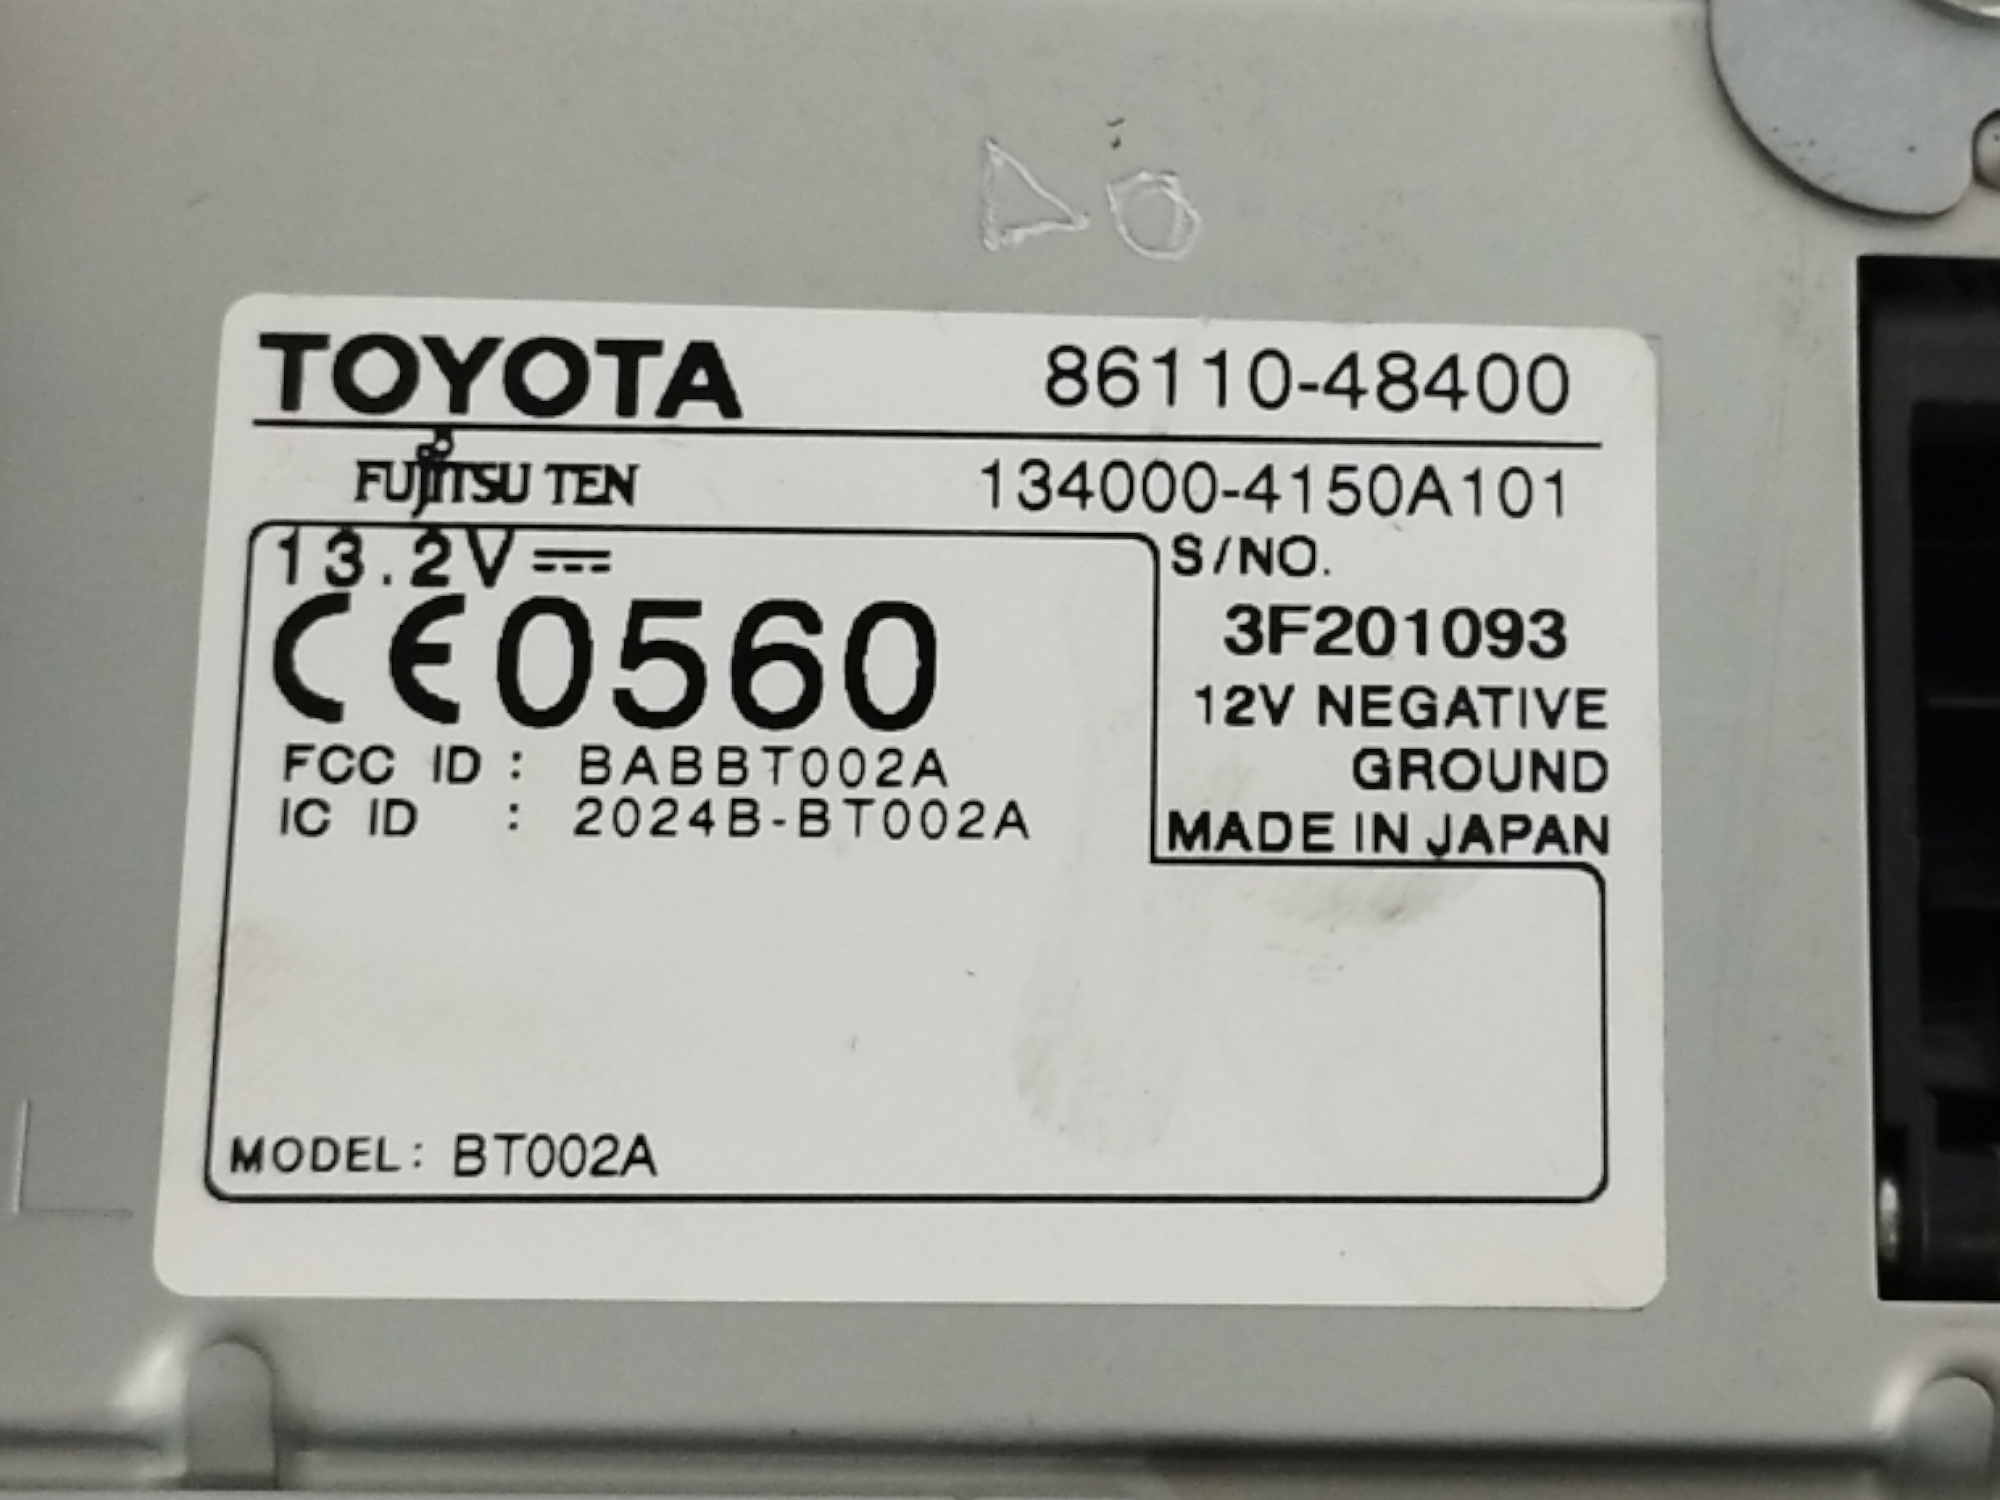 TOYOTA 86110-48400
FUJITSU TEN 134000-4150A101
13.2V
S/NO.
CE0560
3F201093
12V NEGATIVE
GROUND
MADE IN JAPAN
FCC ID : BABBT002A
IC ID : 2024B-BT002A
MODEL: BT002A